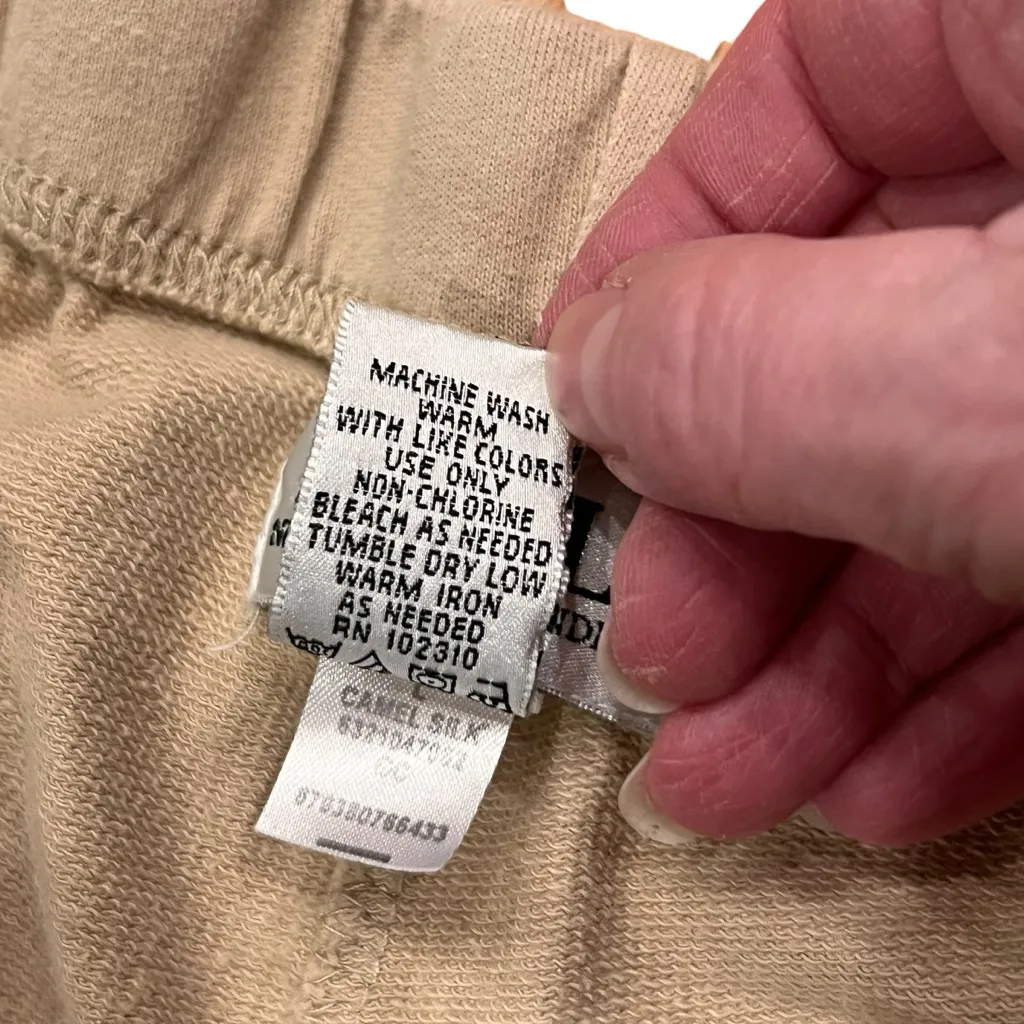 MACHINE WASH
WARM
WITH LIKE COLORS
USE ONLY
NON-CHLORINE
BLEACH AS NEEDED
TUMBLE DRY LOW
WARM IRON
AS NEEDED
RN 102310
CAMEL SILK
CC